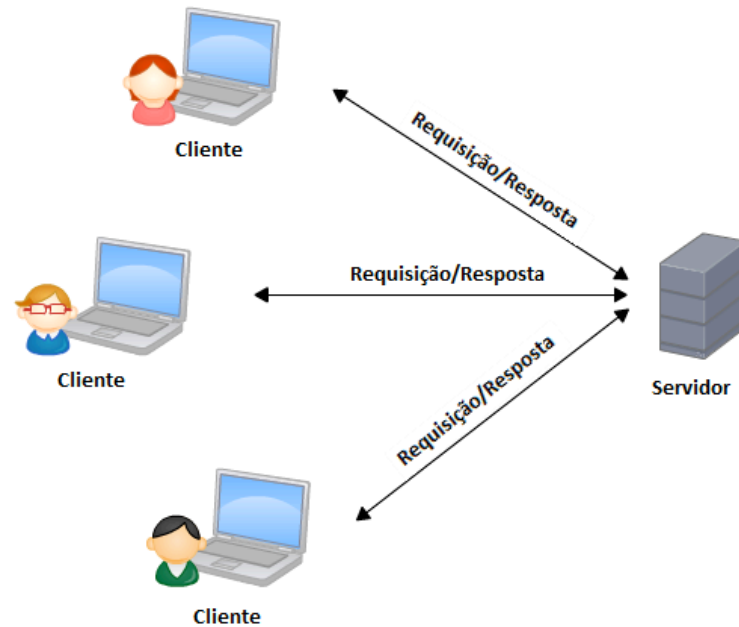 Cliente
Requisição/Resposta
Requisição/Resposta
Cliente
Requisição/Resposta
Servidor
Cliente